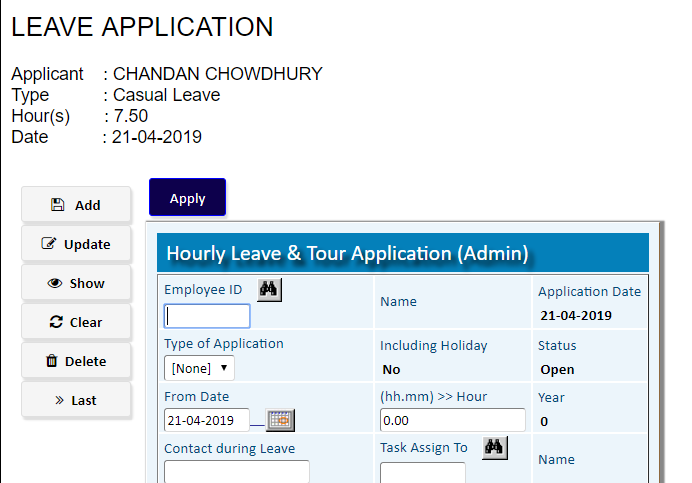 LEAVE APPLICATION
Applicant : CHANDAN CHOWDHURY
Type : Casual Leave
Hour(s) : 7.50
Date : 21-04-2019
Add
Update
Show
Clear
Delete
Last
Apply
Hourly Leave & Tour Application (Admin)
Employee ID
Name
Application Date
21-04-2019
Type of Application
[None]
Including Holiday
No
Status
Open
From Date
21-04-2019
(hh.mm) >> Hour
0.00
Year
0
Contact during Leave
Task Assign To
Name